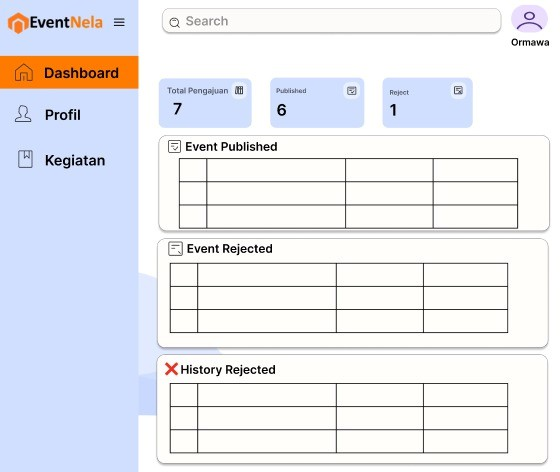 EventNela
Search
Ormawa
Dashboard
Profil
Kegiatan
Total Pengajuan
7
Published
6
Reject
1
Event Published
Event Rejected
History Rejected